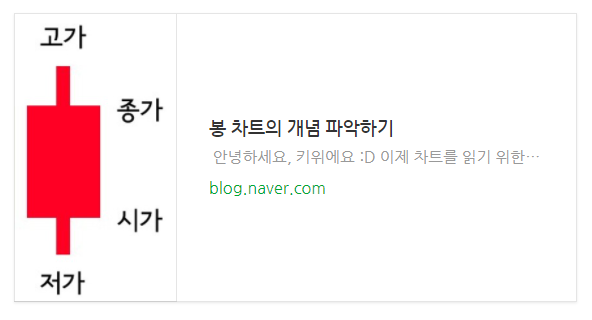 고가
종가
시가
저가
봉 차트의 개념 파악하기
안녕하세요, 키위에요 :D 이제 차트를 읽기 위한…
blog.naver.com